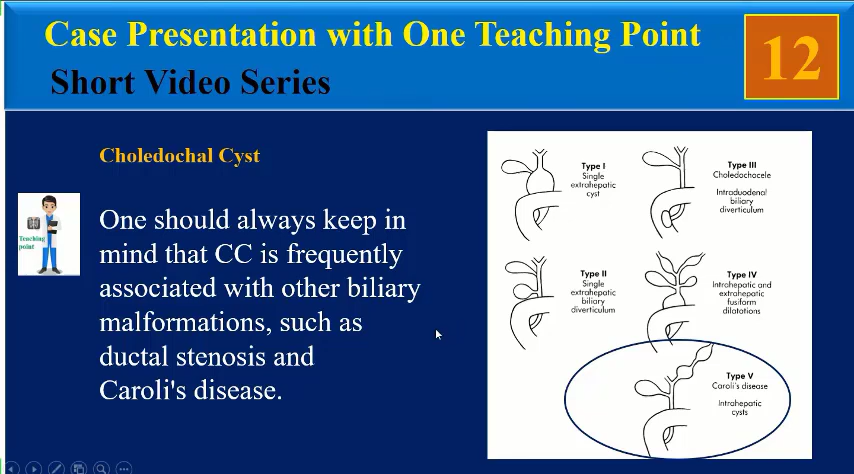 Case Presentation with One Teaching Point
Short Video Series
12
Choledochal Cyst
Teaching
point
One should always keep in
mind that CC is frequently
associated with other biliary
malformations, such as
ductal stenosis and
Caroli's disease.
Type I
Single
extrahepatic
cyst
Type III
Choledochocele
Intraduodenal
biliary
diverticulum
Type II
Single
extrahepatic
biliary
diverticulum
Type IV
Intrahepatic and
extrahepatic
fusiform
dilatations
Type V
Caroli's disease
Intrahepatic
cysts